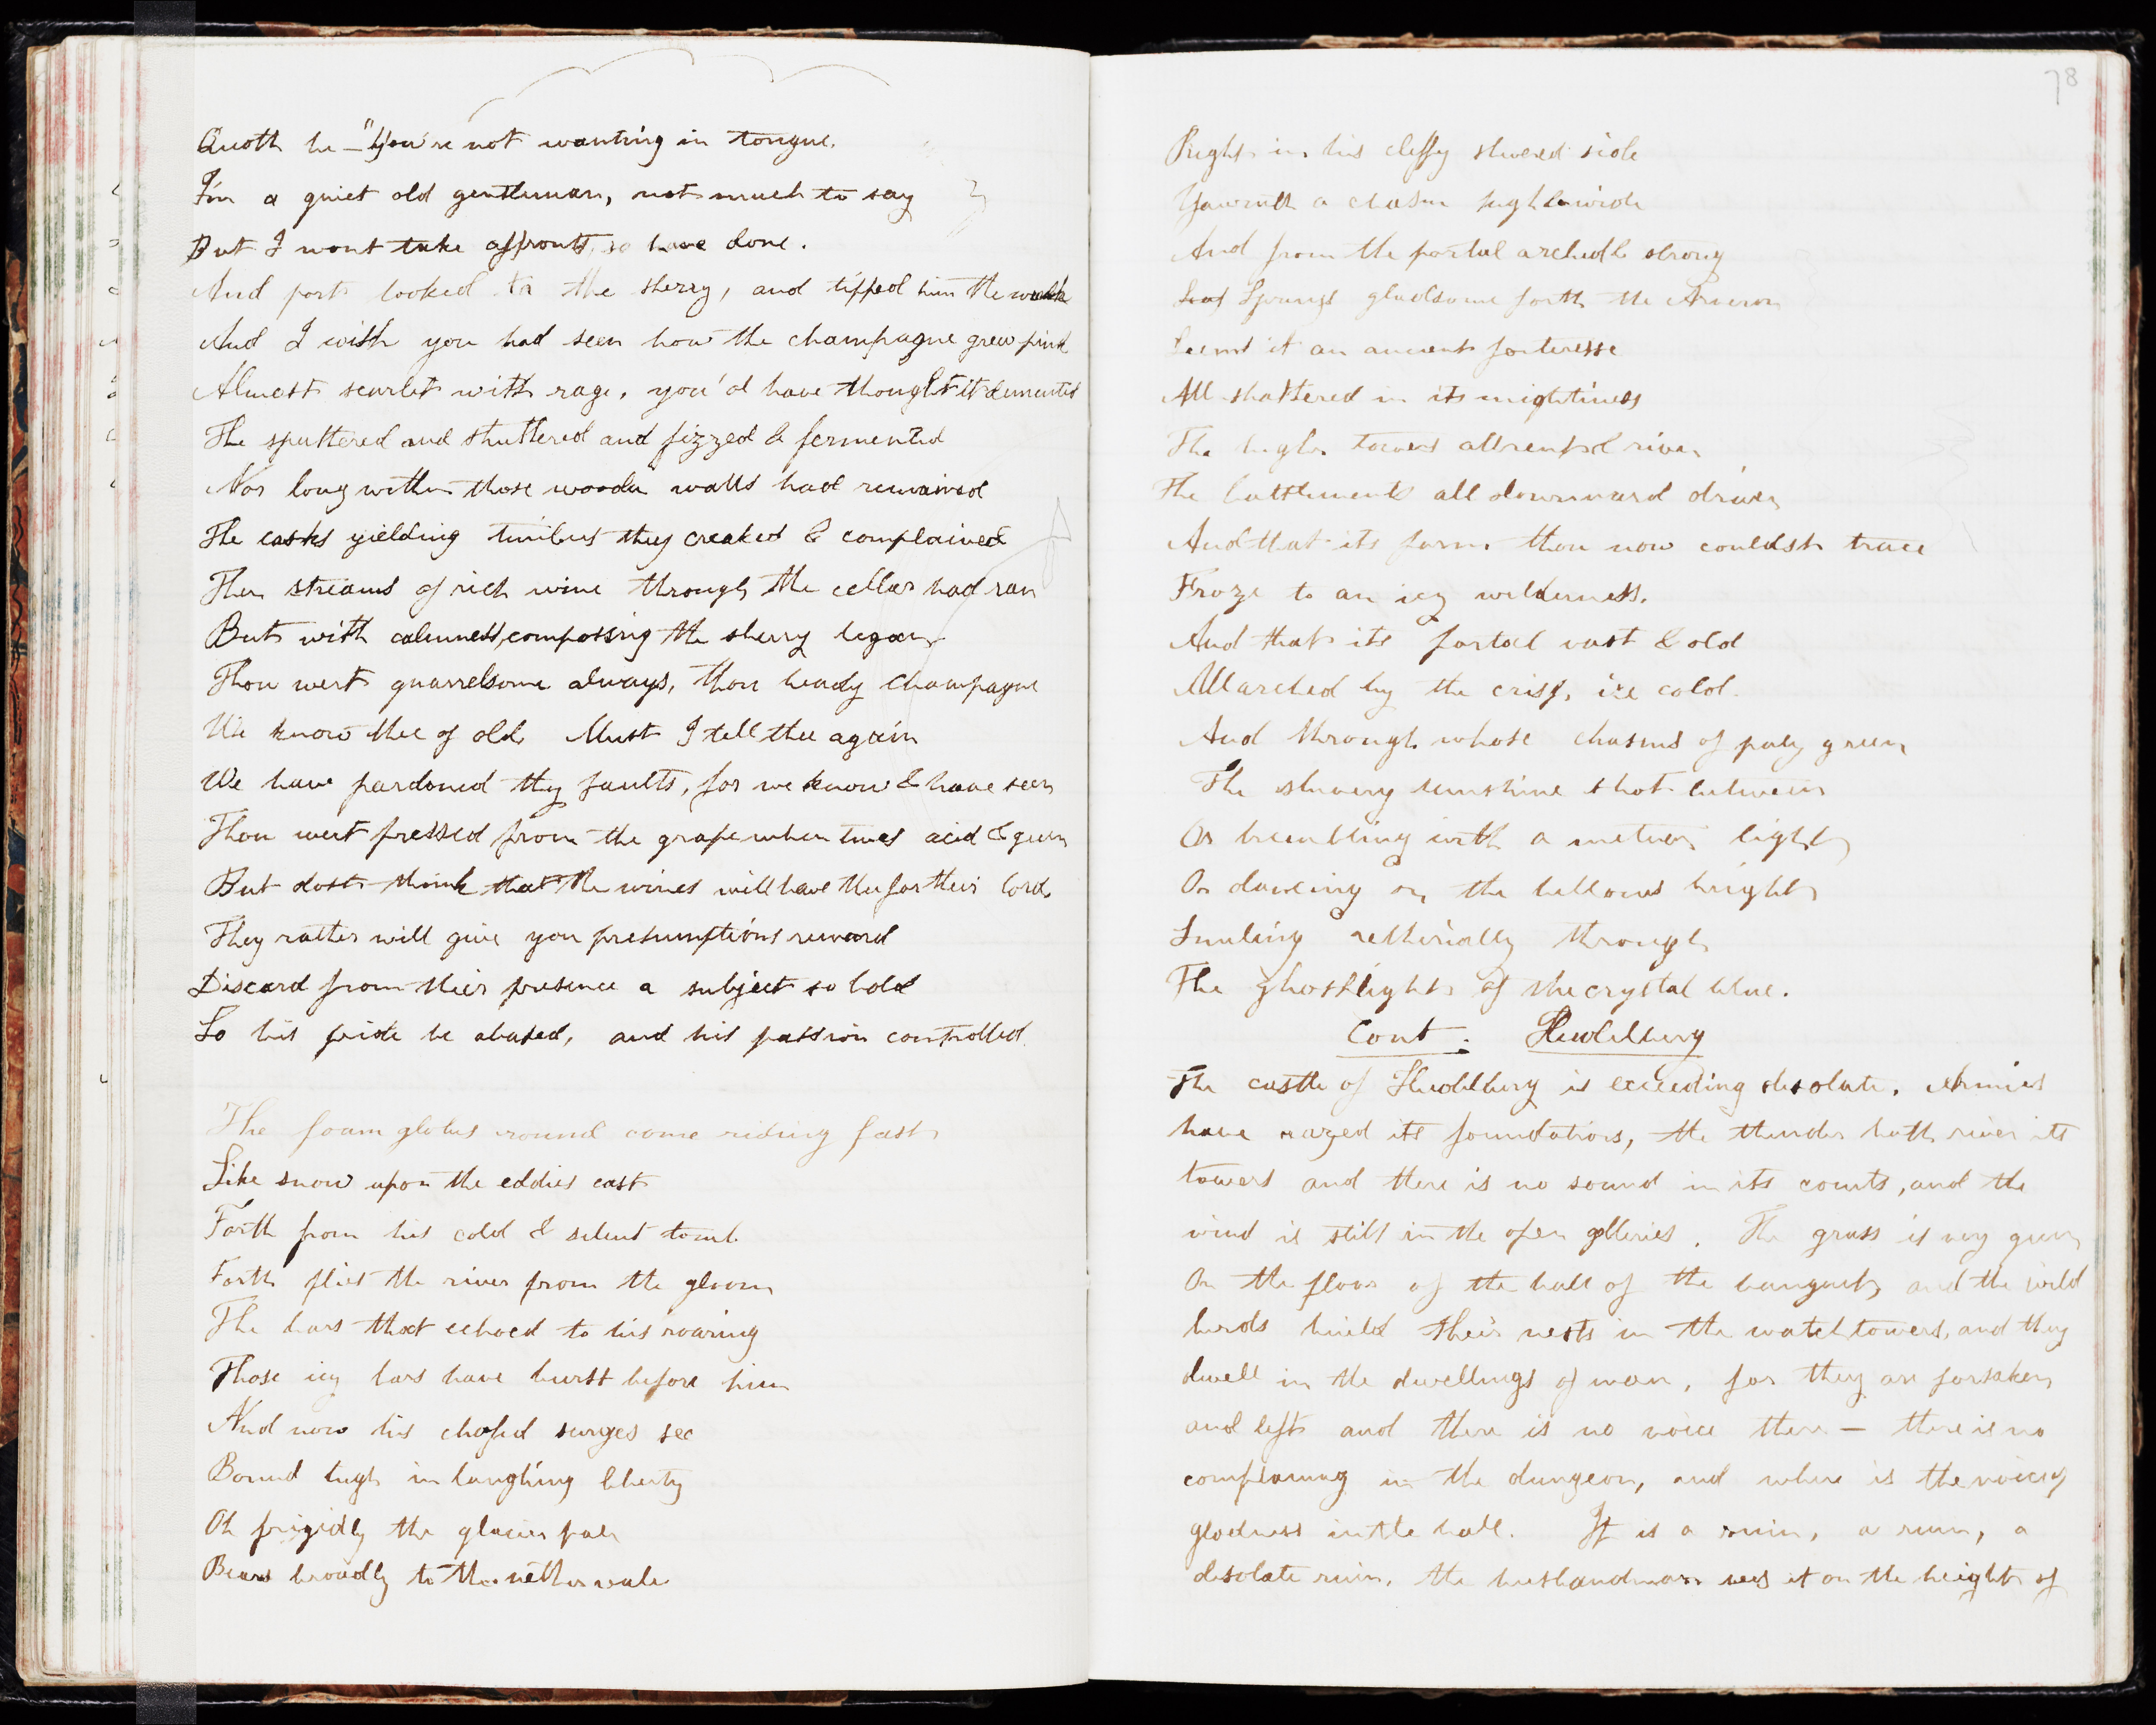 Quoth he – "You're not wanting in tongue.
I'm a quiet old gentleman, not much to say
But I wont take affronts, so have done.
And port looked to the sherry, and tipped him the wink
And I wish you had seen how the champagne grew pink
Almost scarlet with rage, you'd have thought it demented
He sputtered and stuttered and fizzed & fermented
Nor long within those wooden walls had remained
The casks yielding timbers they creaked & complained
Then streams of rich wine through the cellar had ran
But with calmness, composing the sherry began
Thou wert quarrelsome always, thou heady champagne
We know thee of old Must I tell thee again
We have pardoned thy faults, for we know & have seen
Thou wert pressed from the grape when twas acid & green
But dost think that the wines will have thee for their lord
They rather will give you presumptions reward
Discard from their presence a subject so bold
So his pride be abased, and his passion controlled.
The foam globes round come riding fast
Like snow upon the eddies cast
Forth from his cold & silent tomb
Forth flies the river from the gloom
The bars that echoed to his roaring
Those icy bars have burst before him
And now his chafed surges see
Bound high in laughing liberty
Oh frigidly the glacier pale
Bears broadly to the nether vale
Right in his cliffy shivered side
Yawneth a chasm high & wide
And from the portal arched & strong
Springs gladsome forth the Arveron
Seems it an ancient forteresse
All shattered in its mightiness
The high towers all rent & riven
The battlements all downward driven
And that its form thou now couldst trace
Froze to an icy wilderness.
And that its portal vast & old
All arched by the crisp, ice cold.
And through whose chasms of paly green
The shivery sunshine shot between
Or trembling with a meteor light
Or dancing on the billows bright
Smiling aetherially through
The ghostlights of the crystal blue.
Cont. Heidelberg
The castle of Heidelberg is exceeding desolate. Armies
have razed its foundations, the thunder hath riven its
towers and there is no sound in its courts, and the
wind is still in the open galleries. The grass is very green
On the floor of the hall of the banquet, and the wild
birds build their nests in the watchtowers, and they
dwell in the dwellings of man, for they are forsaken
and left and there is no voice there – there is no
complaining in the dungeon, and where is the voice of
gladness in the hall. It is a ruin, a ruin, a
desolate ruin, the husbandman sees it on the height of
78